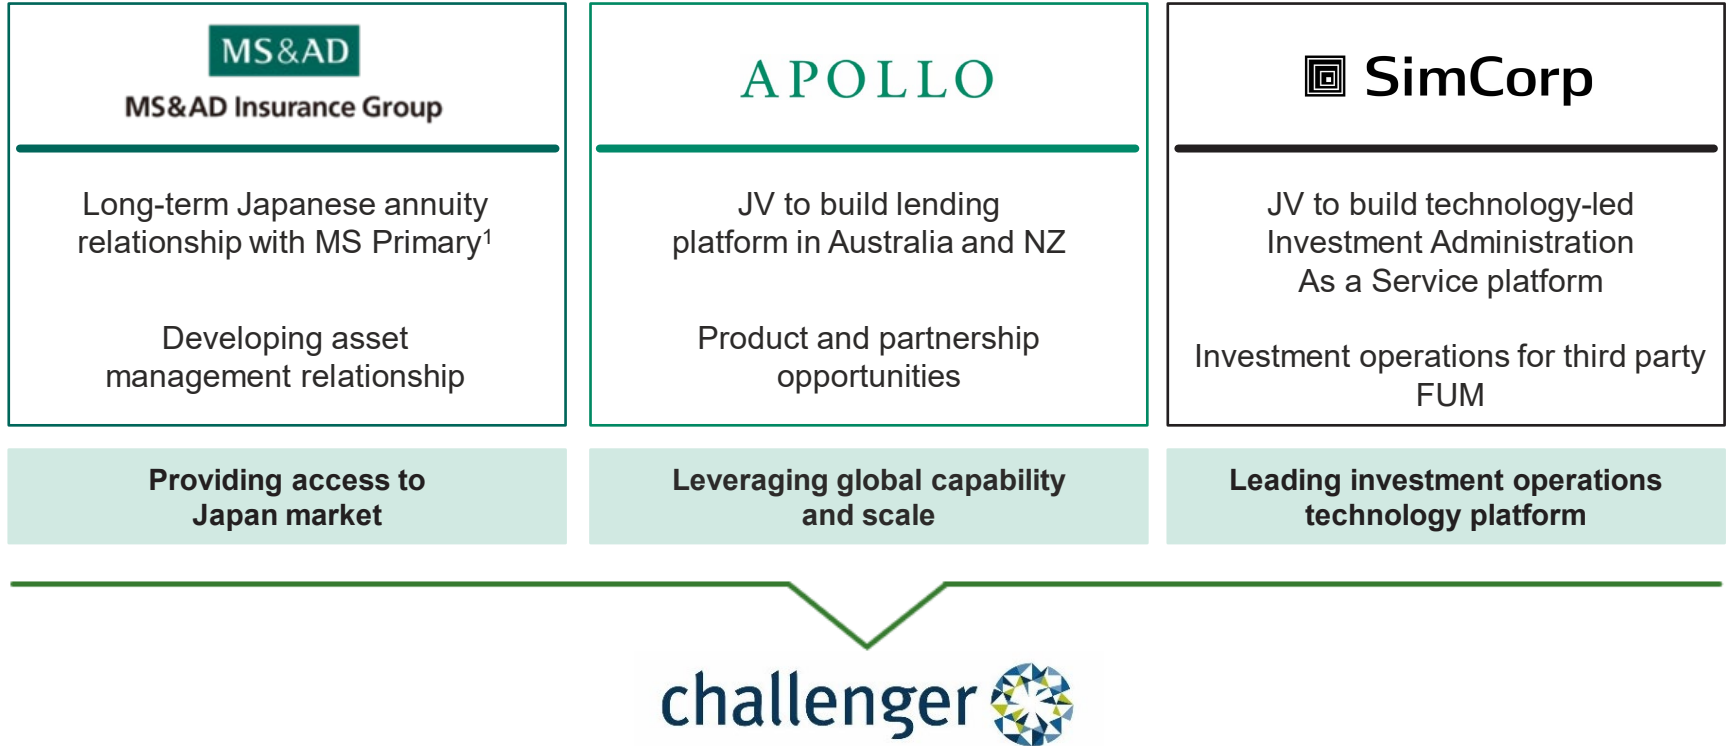 MS&AD
MS&AD Insurance Group
Long-term Japanese annuity
relationship with MS Primary¹
Developing asset
management relationship
Providing access to
Japan market
APOLLO
JV to build lending
platform in Australia and NZ
Product and partnership
opportunities
Leveraging global capability
and scale
SimCorp
JV to build technology-led
Investment Administration
As a Service platform
Investment operations for third party
FUM
Leading investment operations
technology platform
challenger